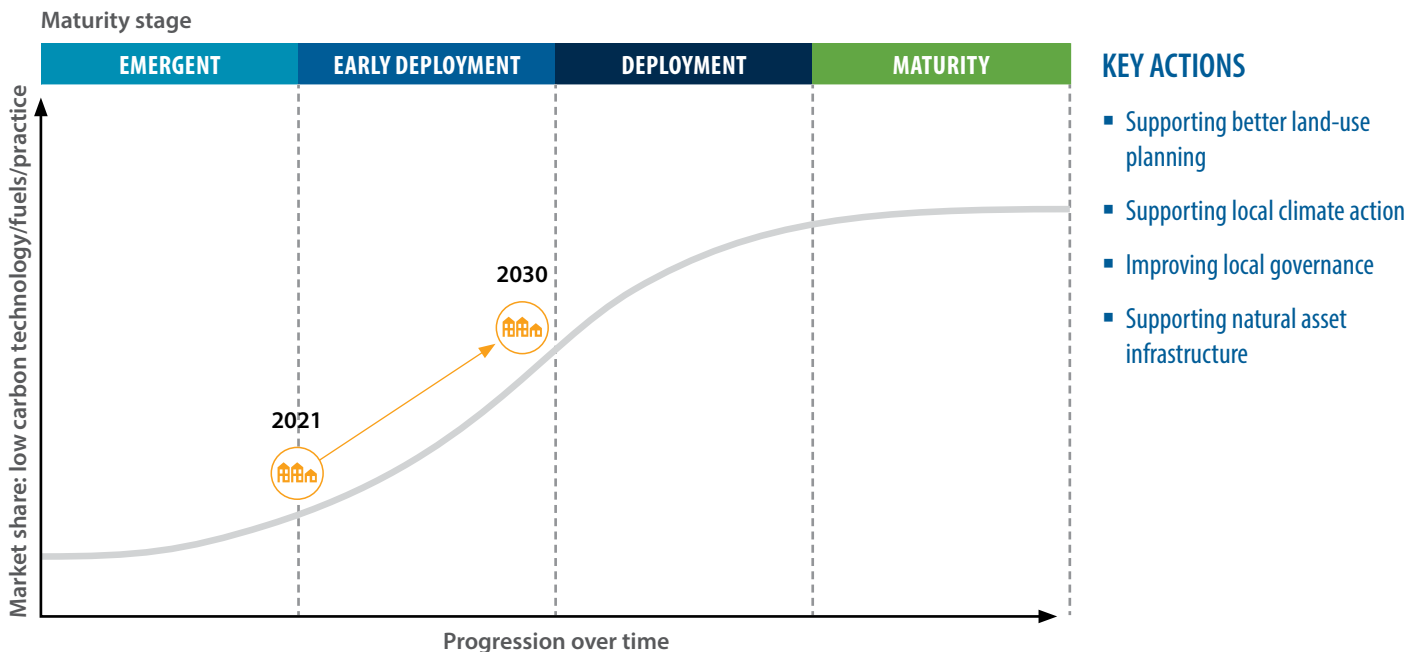 Maturity stage
EMERGENT
EARLY DEPLOYMENT
DEPLOYMENT
MATURITY
Market share: low carbon technology/fuels/practice
2021
2030
Progression over time
KEY ACTIONS
▪ Supporting better land-use
planning
▪ Supporting local climate action
▪ Improving local governance
▪ Supporting natural asset
infrastructure